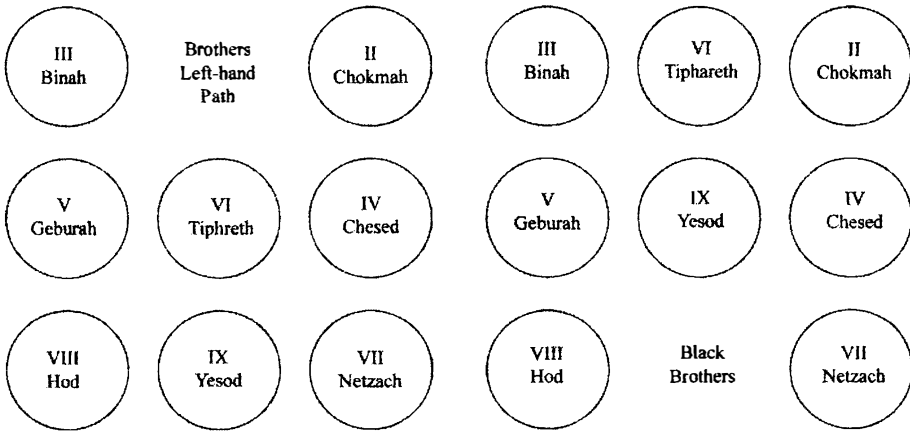 III
Binah
Brothers
Left-hand
Path
II
Chokmah
V
Geburah
VI
Tiphreth
IV
Chesed
VIII
Hod
IX
Yesod
VII
Netzach
III
Binah
VI
Tiphareth
II
Chokmah
V
Geburah
IX
Yesod
IV
Chesed
VIII
Hod
Black
Brothers
VII
Netzach